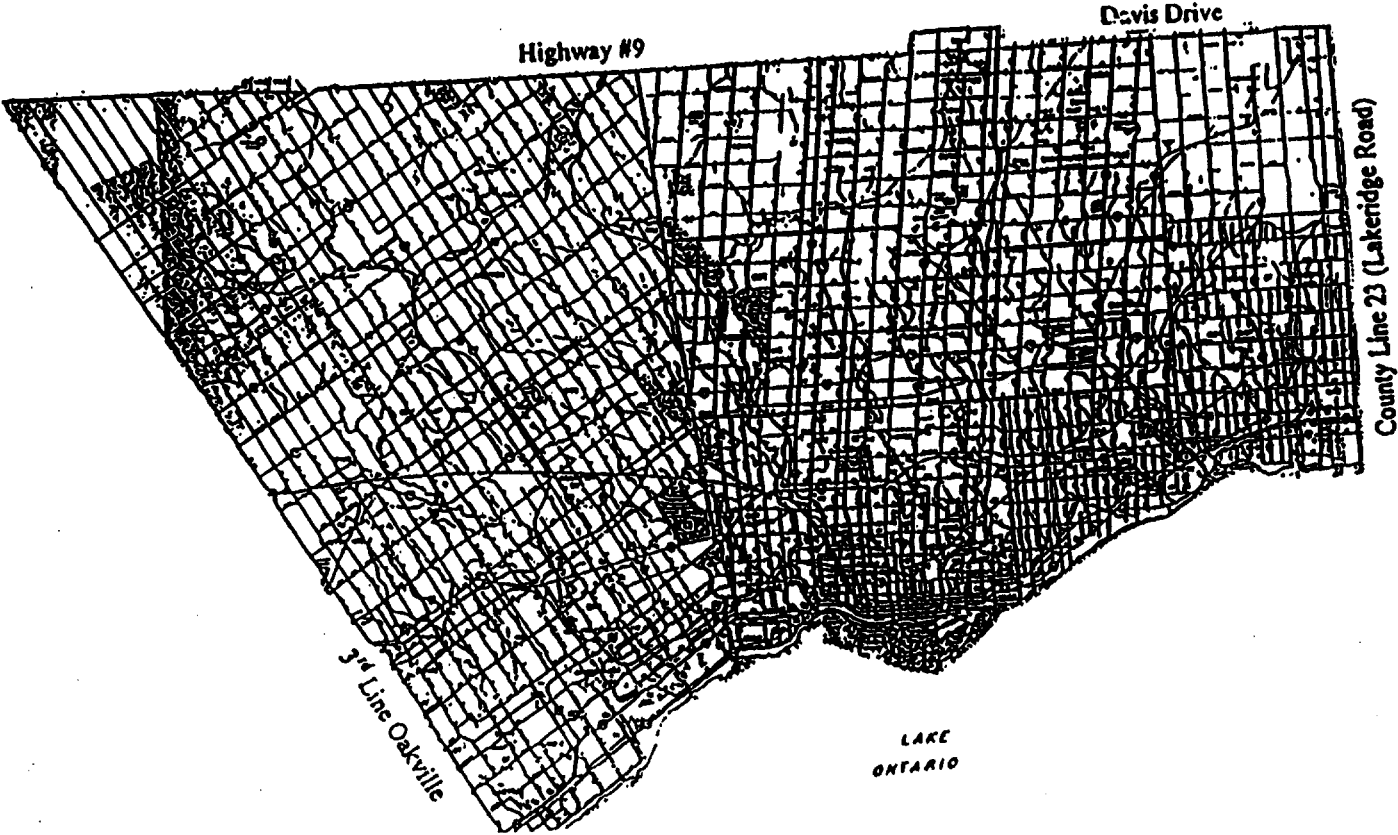 Davis Drive
Highway #9
County Line 23 (Lakeridge Road)
3rd Line Oakville
LAKE
ONTARIO